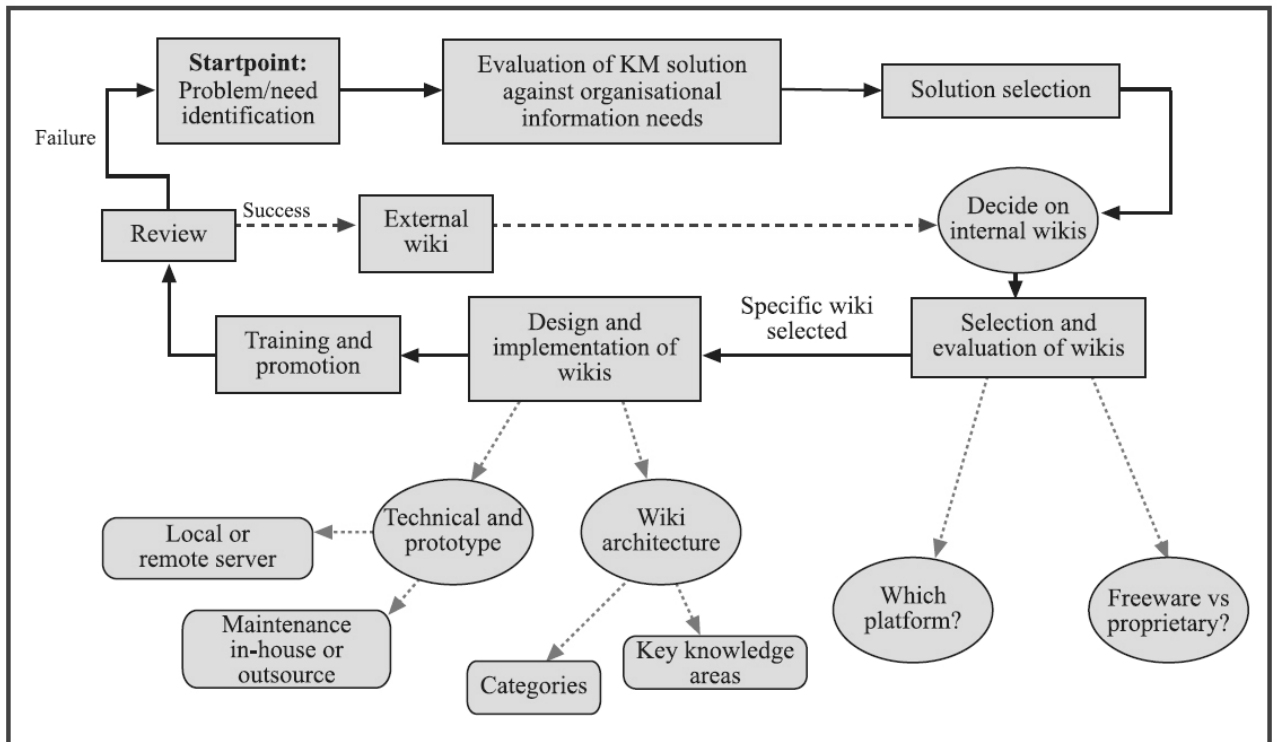 Startpoint:
Problem/need
identification
Evaluation of KM solution
against organisational
information needs
Solution selection
Failure
Review
Success
External
wiki
Decide on
internal wikis
Training and
promotion
Design and
implementation of
wikis
Specific wiki
selected
Selection and
evaluation of wikis
Local or
remote server
Technical and
prototype
Wiki
architecture
Which
platform?
Freeware vs
proprietary?
Maintenance
in-house or
outsource
Categories
Key knowledge
areas